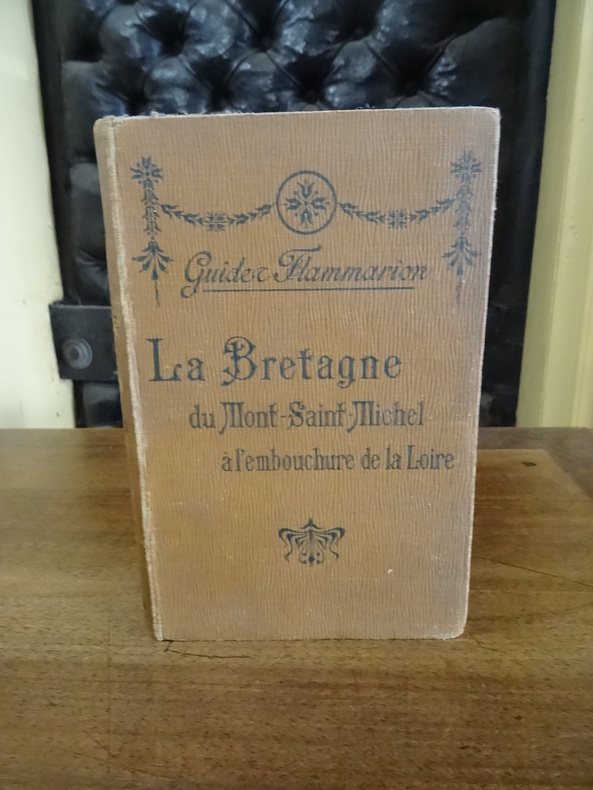 Guides Flammarion
La Bretagne
du Mont-Saint-Michel
à l'embouchure de la Loire